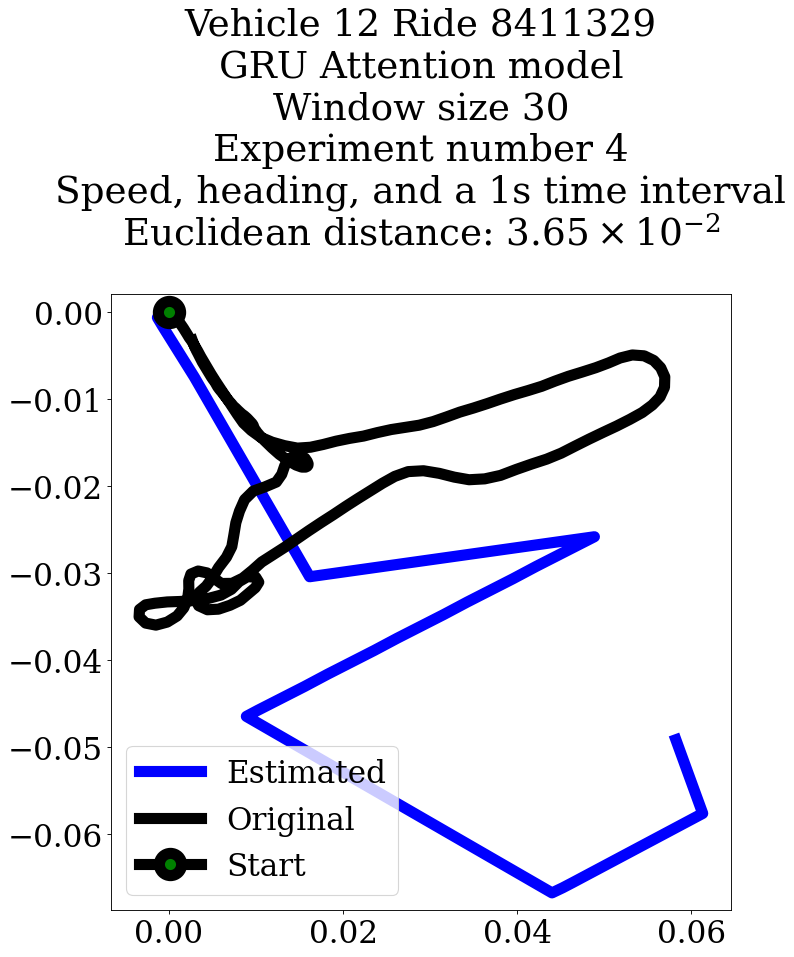 Vehicle 12 Ride 8411329
GRU Attention model
Window size 30
Experiment number 4
Speed, heading, and a 1s time interval
Euclidean distance: 3.65 × 10⁻²
0.00
−0.01
−0.02
−0.03
−0.04
−0.05
−0.06
Estimated
Original
Start
0.00 0.02 0.04 0.06